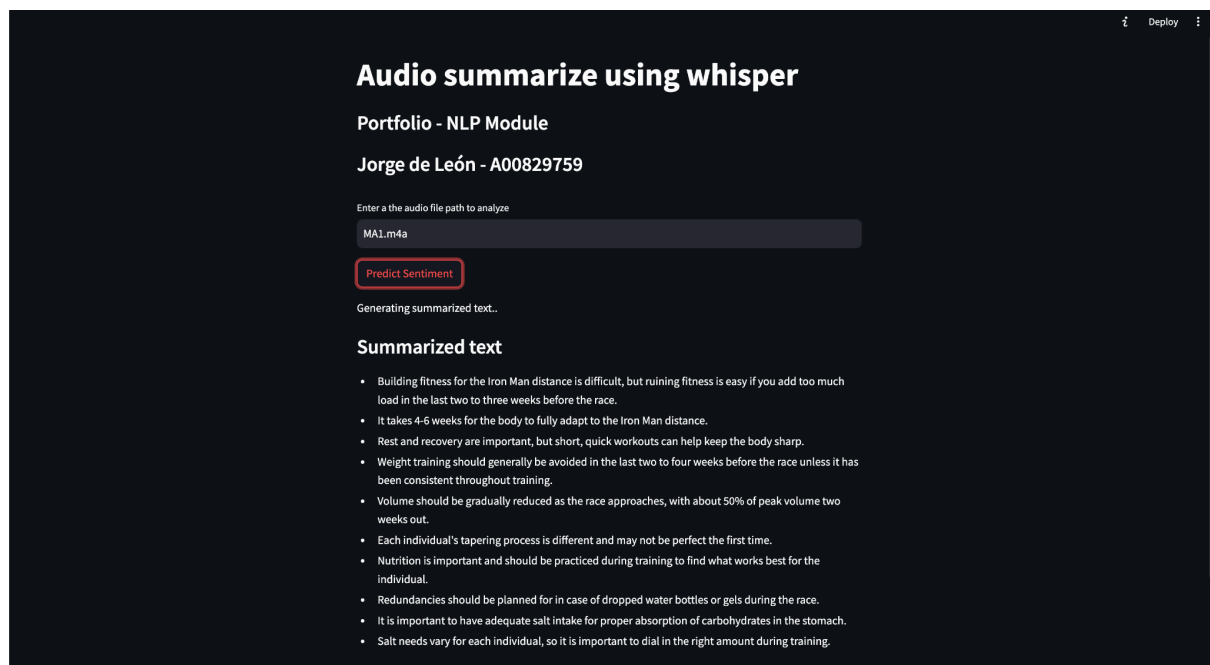 Deploy
Audio summarize using whisper
Portfolio - NLP Module
Jorge de León - A00829759
Enter a the audio file path to analyze
MA1.m4a
Predict Sentiment
Generating summarized text..
Summarized text
• Building fitness for the Iron Man distance is difficult, but ruining fitness is easy if you add too much
load in the last two to three weeks before the race.
• It takes 4-6 weeks for the body to fully adapt to the Iron Man distance.
• Rest and recovery are important, but short, quick workouts can help keep the body sharp.
• Weight training should generally be avoided in the last two to four weeks before the race unless it has
been consistent throughout training.
• Volume should be gradually reduced as the race approaches, with about 50% of peak volume two
weeks out.
• Each individual's tapering process is different and may not be perfect the first time.
• Nutrition is important and should be practiced during training to find what works best for the
individual.
• Redundancies should be planned for in case of dropped water bottles or gels during the race.
• It is important to have adequate salt intake for proper absorption of carbohydrates in the stomach.
• Salt needs vary for each individual, so it is important to dial in the right amount during training.